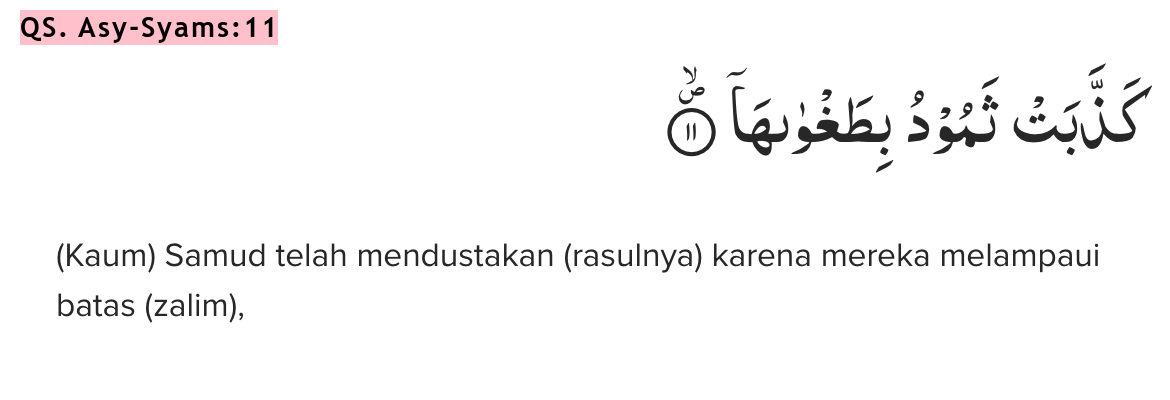 QS. Asy-Syams:11
كَذَّبَتْ ثَمُوْدُ بِطَغْوٰىهَآ ۖ ١١
(Kaum) Samud telah mendustakan (rasulnya) karena mereka melampaui
batas (zalim),